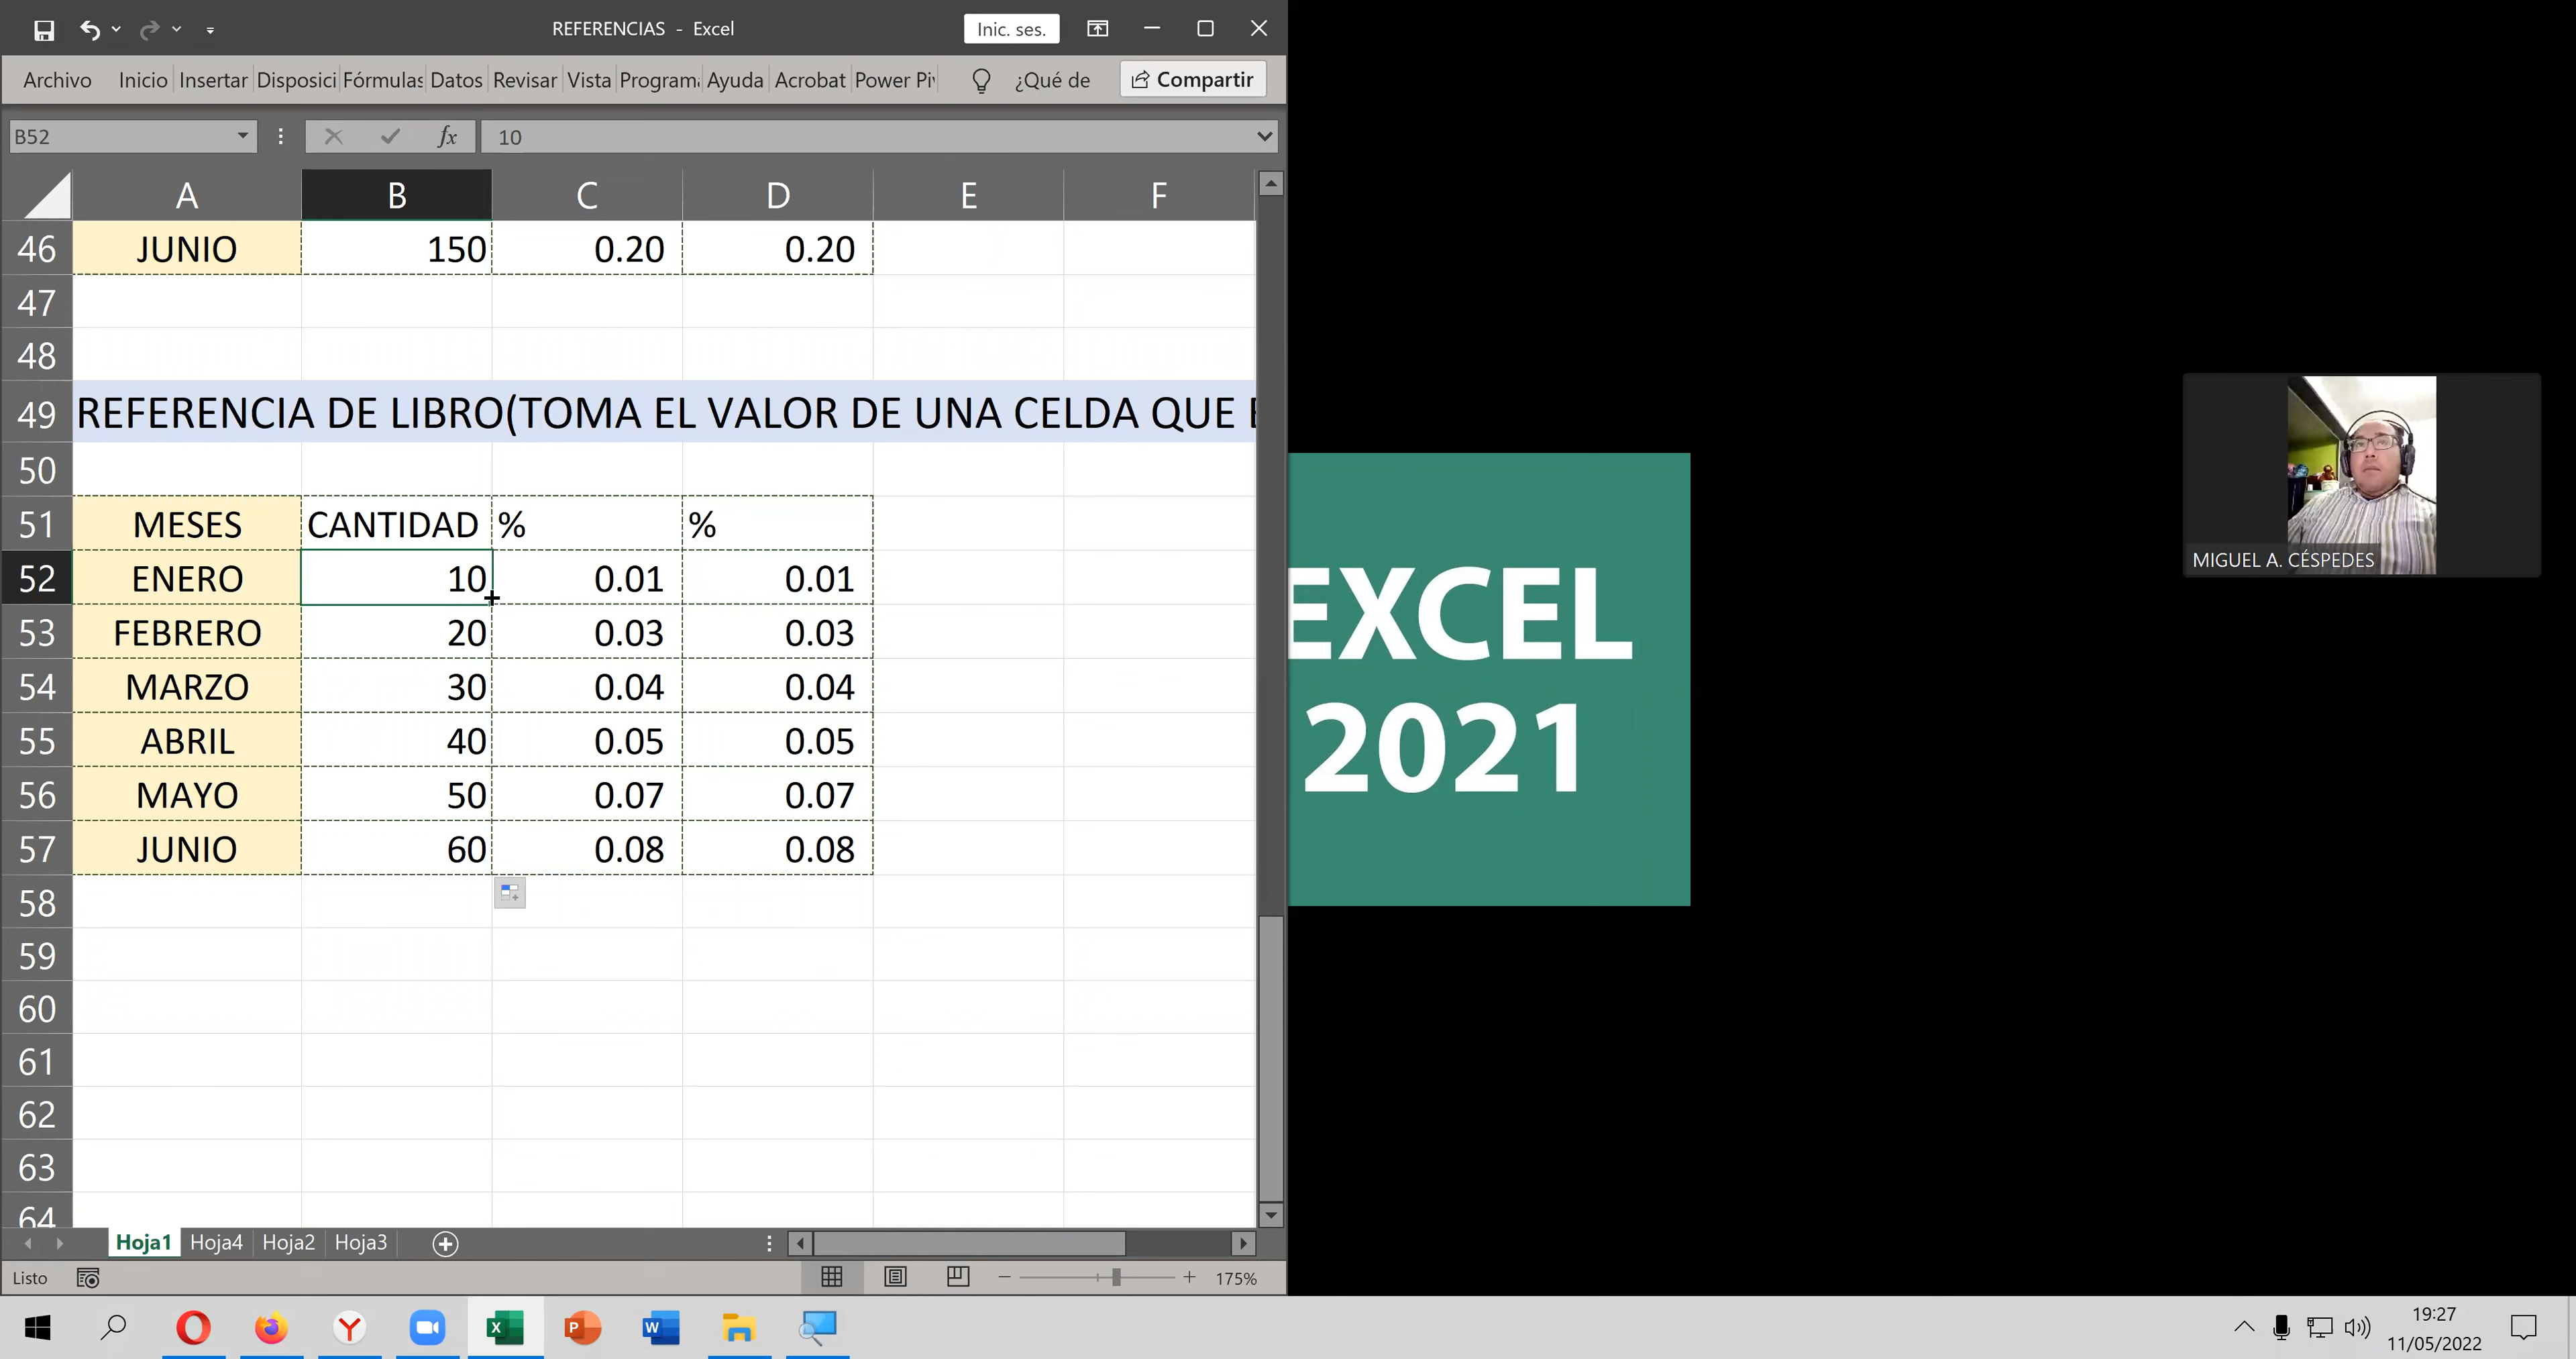 REFERENCIAS - Excel
Inic. ses.
Archivo Inicio Insertar Disposici Fórmulas Datos Revisar Vista Program Ayuda Acrobat Power Piv ¿Qué de Compartir
B52 fx 10
A B C D E F
46 JUNIO 150 0.20 0.20
47
48
49 REFERENCIA DE LIBRO(TOMA EL VALOR DE UNA CELDA QUE E
50
51 MESES CANTIDAD % %
52 ENERO 10 0.01 0.01
53 FEBRERO 20 0.03 0.03
54 MARZO 30 0.04 0.04
55 ABRIL 40 0.05 0.05
56 MAYO 50 0.07 0.07
57 JUNIO 60 0.08 0.08
58
59
60
61
62
63
64
Hoja1 Hoja4 Hoja2 Hoja3
Listo 175%
EXCEL
2021
MIGUEL A. CÉSPEDES
19:27
11/05/2022